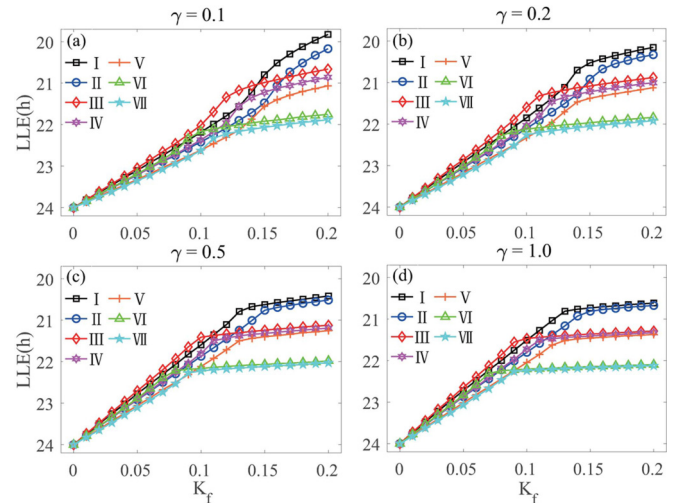 γ = 0.1
(a)
I
II
III
IV
V
VI
VII
LLE(h)
20
21
22
23
24
0
0.05
0.1
0.15
0.2
γ = 0.2
(b)
I
II
III
IV
V
VI
VII
20
21
22
23
24
0
0.05
0.1
0.15
0.2
γ = 0.5
(c)
I
II
III
IV
V
VI
VII
LLE(h)
20
21
22
23
24
0
0.05
0.1
0.15
0.2
K_f
γ = 1.0
(d)
I
II
III
IV
V
VI
VII
20
21
22
23
24
0
0.05
0.1
0.15
0.2
K_f